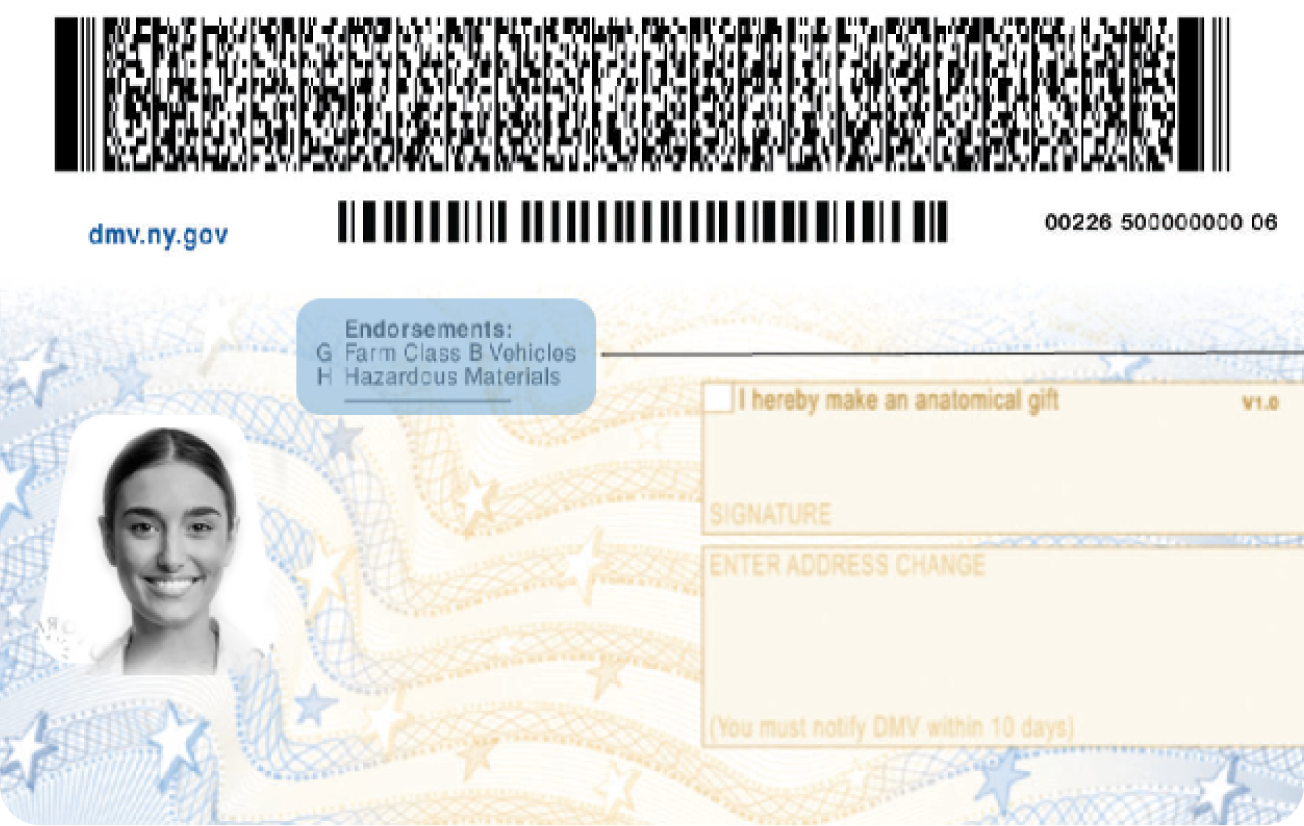 dmv.ny.gov
00226 500000000 06
Endorsements:
G Farm Class B Vehicles
H Hazardous Materials
I hereby make an anatomical gift
V1.0
SIGNATURE
ENTER ADDRESS CHANGE
(You must notify DMV within 10 days)